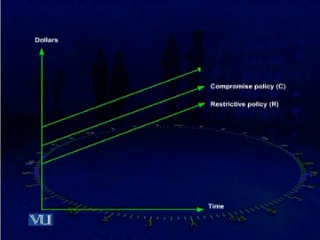 Dollars
Compromise policy (C)
Restrictive policy (R)
Time
VU